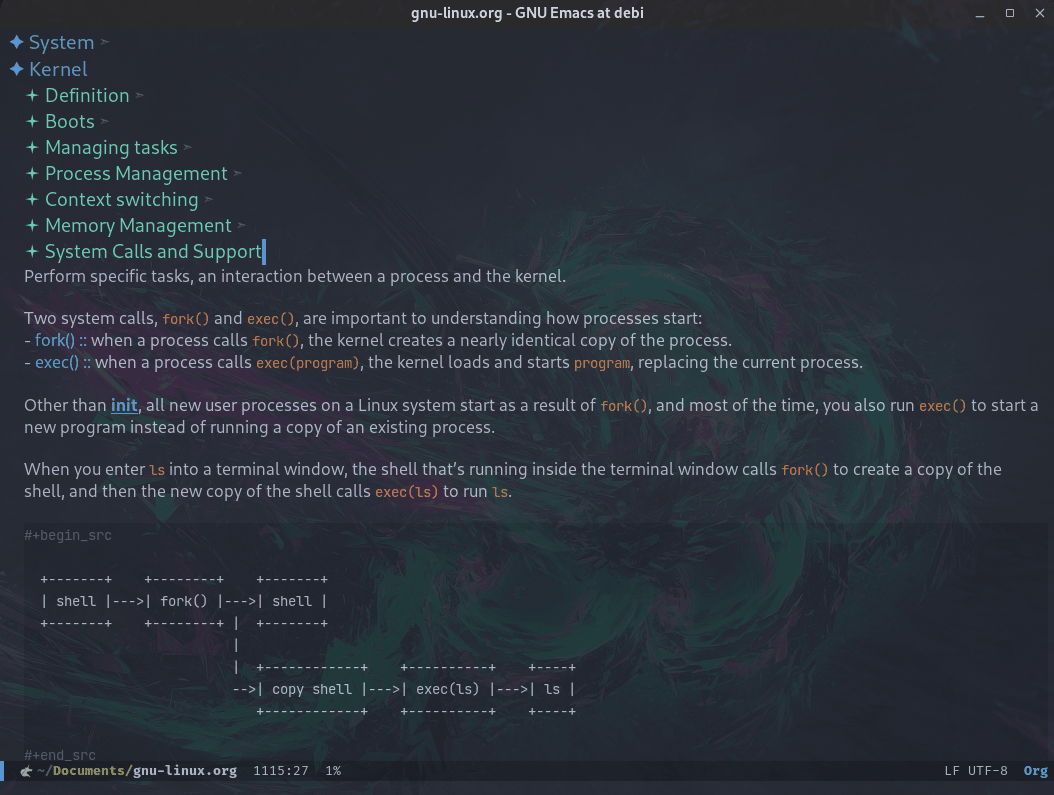 gnu-linux.org - GNU Emacs at debi
System
Kernel
Definition
Boots
Managing tasks
Process Management
Context switching
Memory Management
System Calls and Support
Perform specific tasks, an interaction between a process and the kernel.
Two system calls, fork() and exec(), are important to understanding how processes start:
- fork() :: when a process calls fork(), the kernel creates a nearly identical copy of the process.
- exec() :: when a process calls exec(program), the kernel loads and starts program, replacing the current process.
Other than init, all new user processes on a Linux system start as a result of fork(), and most of the time, you also run exec() to start a
new program instead of running a copy of an existing process.
When you enter ls into a terminal window, the shell that's running inside the terminal window calls fork() to create a copy of the
shell, and then the new copy of the shell calls exec(ls) to run ls.
#+begin_src
+-------+    +--------+    +-------+
| shell |--->| fork() |--->| shell |
+-------+    +--------+ |  +-------+
                        |
                        |  +------------+    +----------+    +----+
                        -->| copy shell |--->| exec(ls) |--->| ls |
                           +------------+    +----------+    +----+
#+end_src
~/Documents/gnu-linux.org  1115:27  1%  LF UTF-8  Org